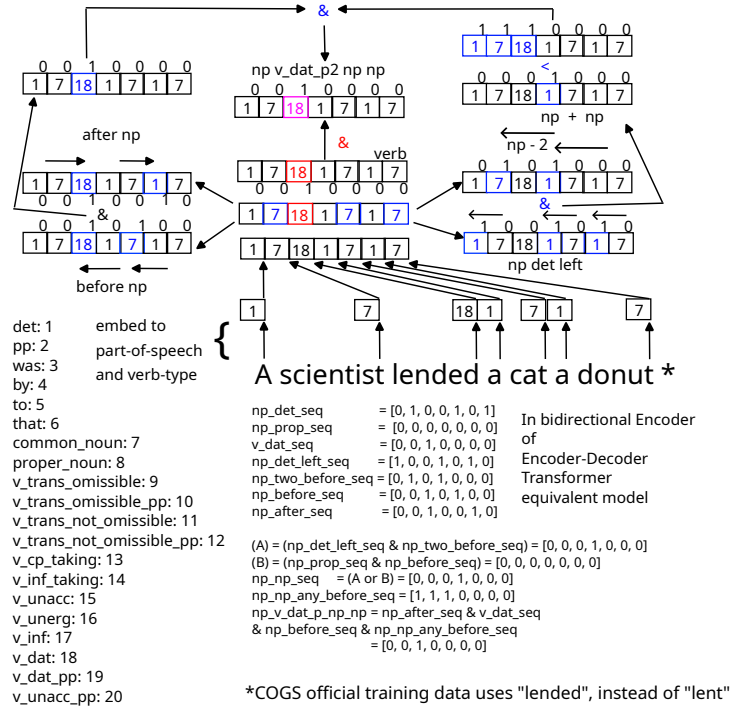 &
1 1 1 0 0 0 0
1 7 18 1 7 1 7
<
0 0 1 0 0 0 0
1 7 18 1 7 1 7
np v_dat_p2 np np
0 0 1 0 0 0 0
1 7 18 1 7 1 7
0 0 0 1 0 0 0
1 7 18 1 7 1 7
np + np
after np
&
verb
np - 2
1 7 18 1 7 1 7
0 0 1 0 0 1 0
1 7 18 1 7 1 7
0 0 1 0 0 0 0
0 1 0 1 0 0 0
1 7 18 1 7 1 7
&
0 0 1 0 1 0 0
1 7 18 1 7 1 7
1 7 18 1 7 1 7
&
1 0 0 1 0 1 0
1 7 18 1 7 1 7
1 7 18 1 7 1 7
np det left
before np
1 7 18 1 7 1 7
embed to
part-of-speech
and verb-type
{
A scientist lended a cat a donut *
det: 1
pp: 2
was: 3
by: 4
to: 5
that: 6
common_noun: 7
proper_noun: 8
v_trans_omissible: 9
v_trans_omissible_pp: 10
v_trans_not_omissible: 11
v_trans_not_omissible_pp: 12
v_cp_taking: 13
v_inf_taking: 14
v_unacc: 15
v_unerg: 16
v_inf: 17
v_dat: 18
v_dat_pp: 19
v_unacc_pp: 20
np_det_seq = [0, 1, 0, 0, 1, 0, 1]
np_prop_seq = [0, 0, 0, 0, 0, 0, 0]
v_dat_seq = [0, 0, 1, 0, 0, 0, 0]
np_det_left_seq = [1, 0, 0, 1, 0, 1, 0]
np_two_before_seq = [0, 1, 0, 1, 0, 0, 0]
np_before_seq = [0, 0, 1, 0, 1, 0, 0]
np_after_seq = [0, 0, 1, 0, 0, 1, 0]
In bidirectional Encoder
of
Encoder-Decoder
Transformer
equivalent model
(A) = (np_det_left_seq & np_two_before_seq) = [0, 0, 0, 1, 0, 0, 0]
(B) = (np_prop_seq & np_before_seq) = [0, 0, 0, 0, 0, 0, 0]
np_np_seq = (A or B) = [0, 0, 0, 1, 0, 0, 0]
np_np_any_before_seq = [1, 1, 1, 0, 0, 0, 0]
np_v_dat_p_np_np = np_after_seq & v_dat_seq
& np_before_seq & np_np_any_before_seq
= [0, 0, 1, 0, 0, 0, 0]
*COGS official training data uses "lended", instead of "lent"